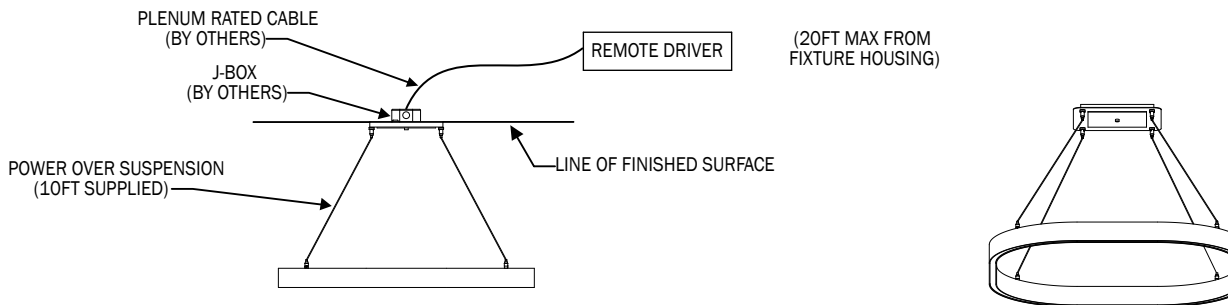 PLENUM RATED CABLE
(BY OTHERS)
REMOTE DRIVER
(20FT MAX FROM
FIXTURE HOUSING)
J-BOX
(BY OTHERS)
LINE OF FINISHED SURFACE
POWER OVER SUSPENSION
(10FT SUPPLIED)